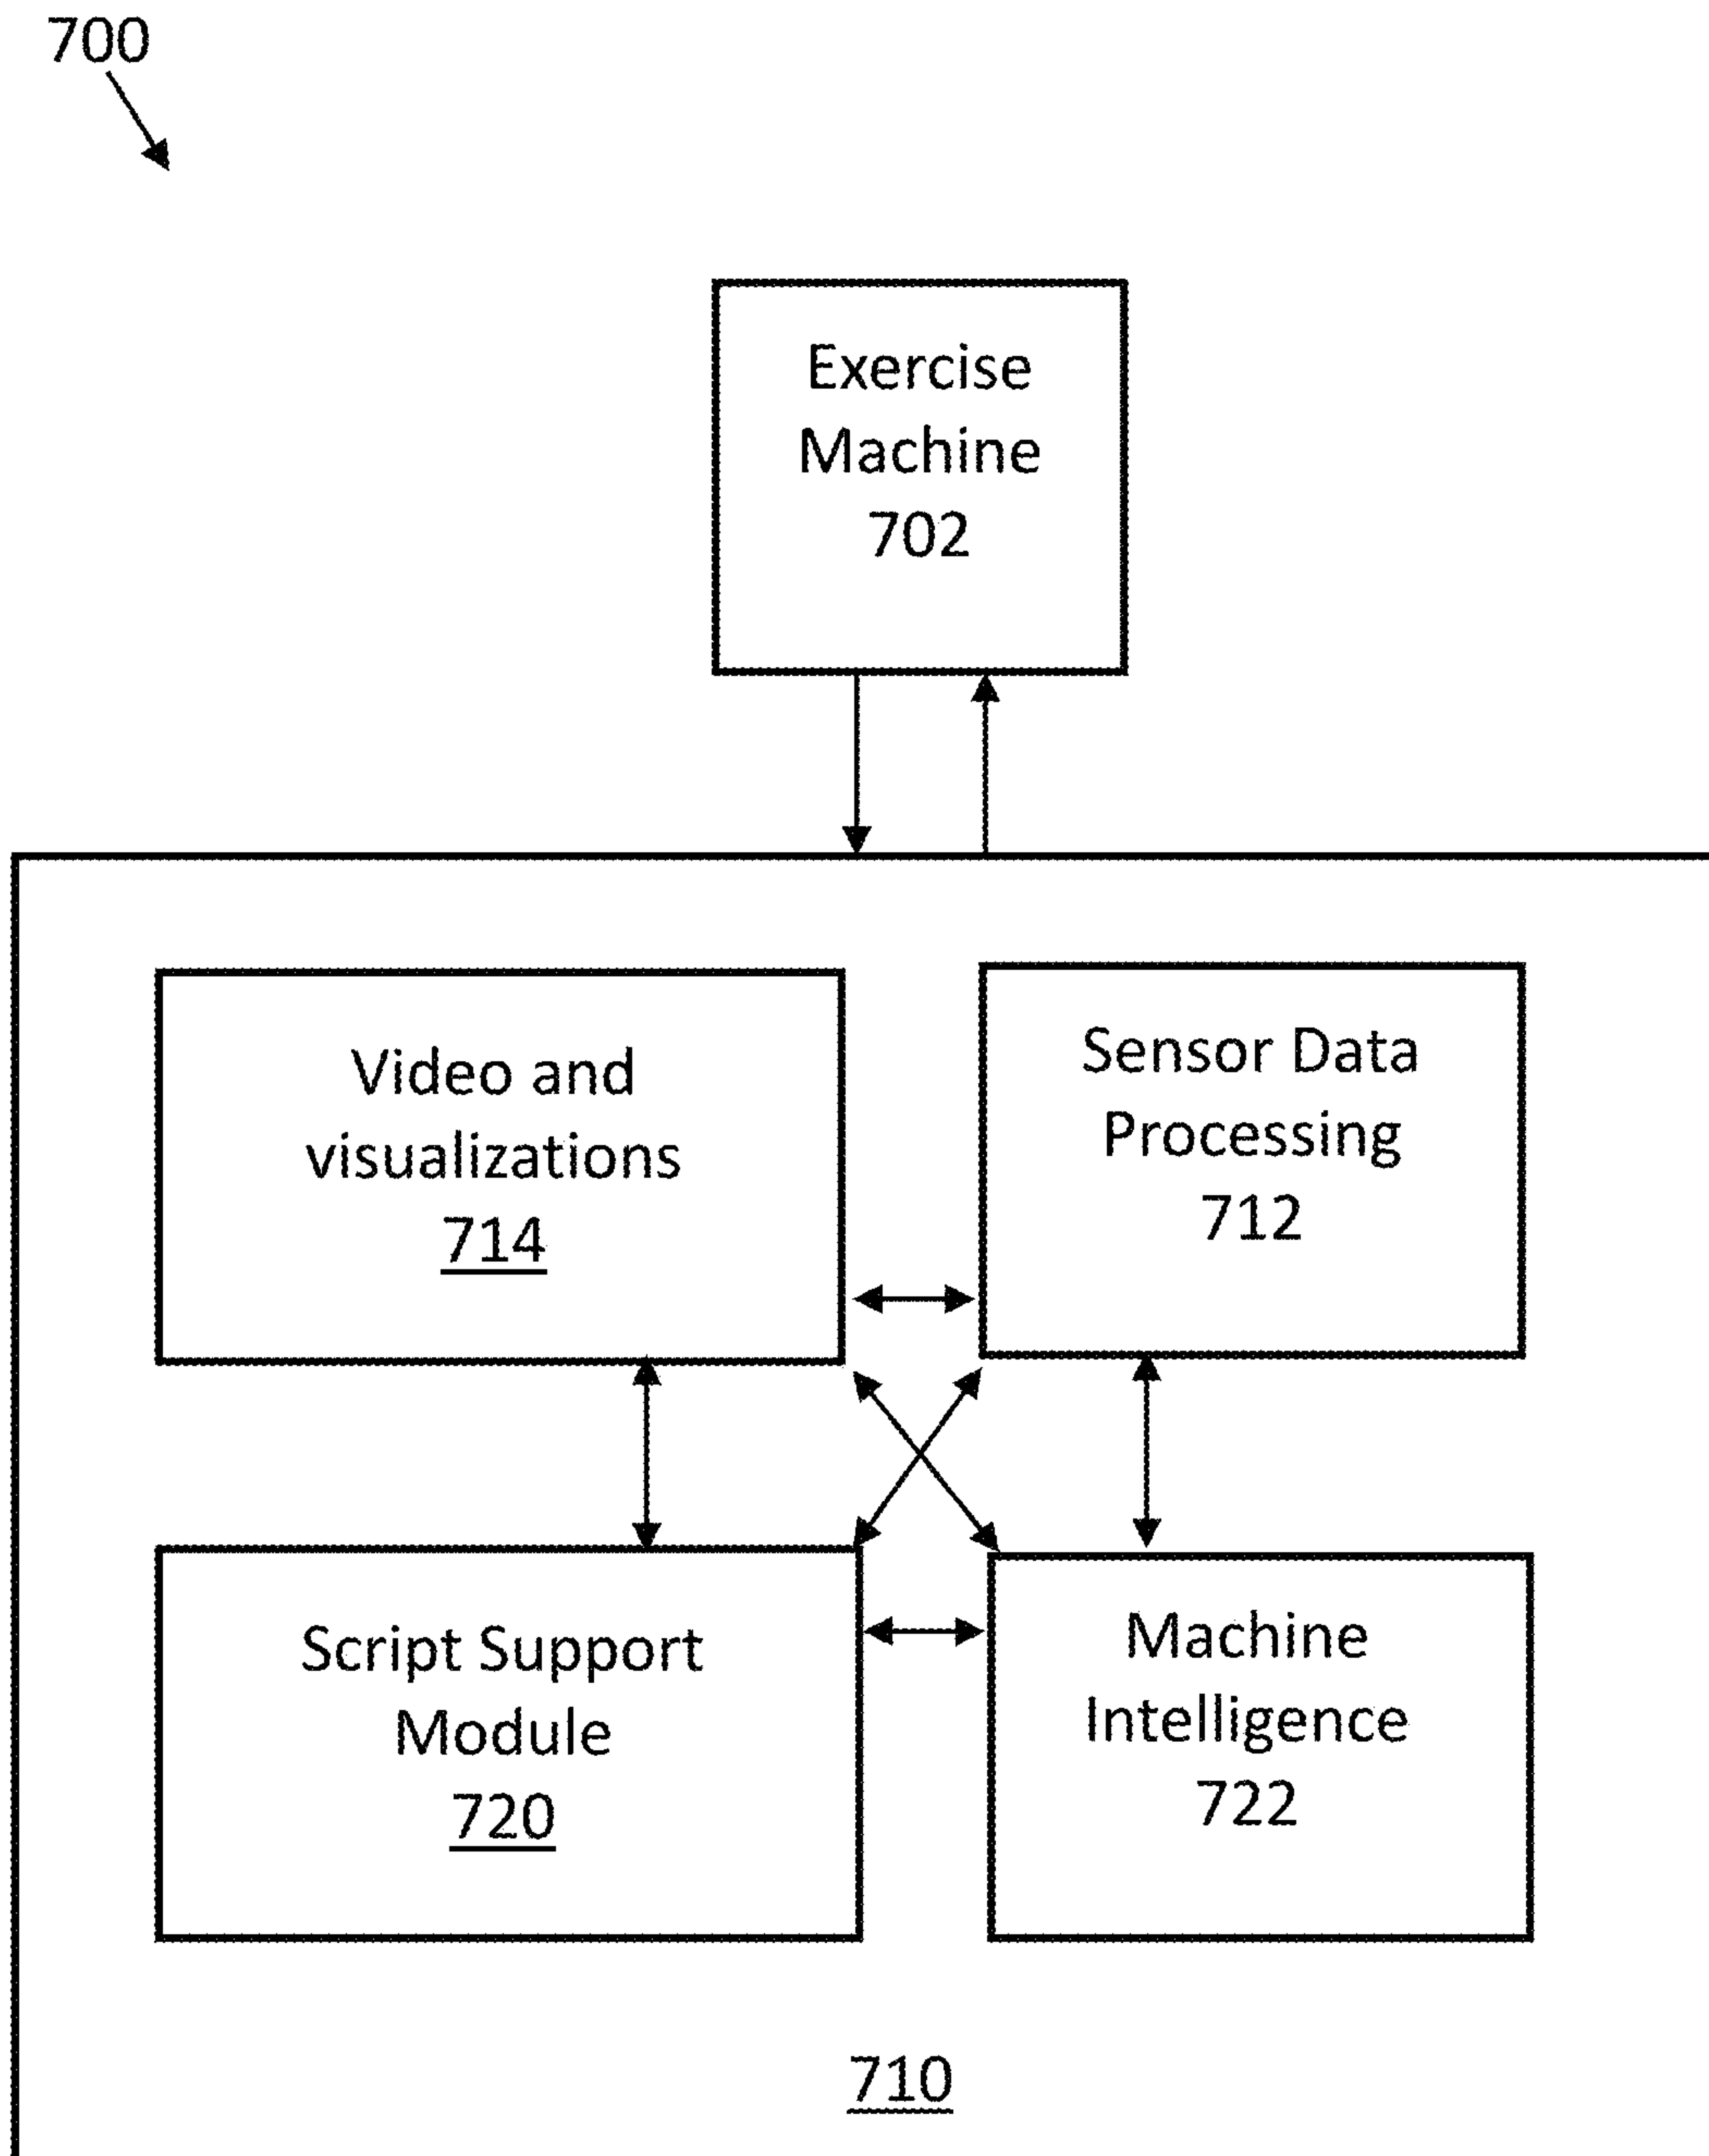 700
Exercise
Machine
702
Video and
visualizations
714
Sensor Data
Processing
712
Script Support
Module
720
Machine
Intelligence
722
710